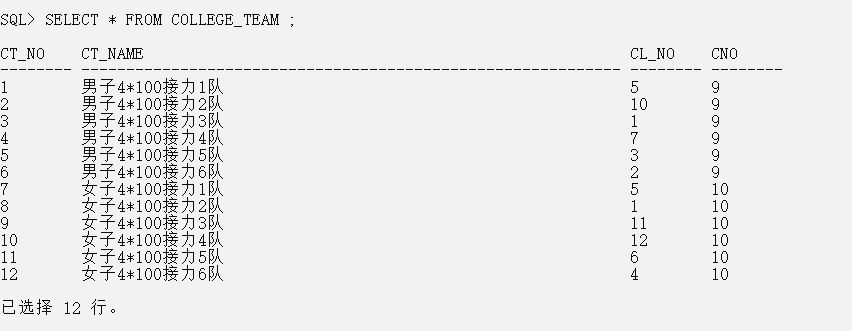 SQL> SELECT * FROM COLLEGE_TEAM ;
CT_NO CT_NAME CL_NO CNO
-------- ------------------------------------------------------------ -------- --------
1 男子4*100接力1队 5 9
2 男子4*100接力2队 10 9
3 男子4*100接力3队 1 9
4 男子4*100接力4队 7 9
5 男子4*100接力5队 3 9
6 男子4*100接力6队 2 9
7 女子4*100接力1队 5 10
8 女子4*100接力2队 1 10
9 女子4*100接力3队 11 10
10 女子4*100接力4队 12 10
11 女子4*100接力5队 6 10
12 女子4*100接力6队 4 10
已选择 12 行。